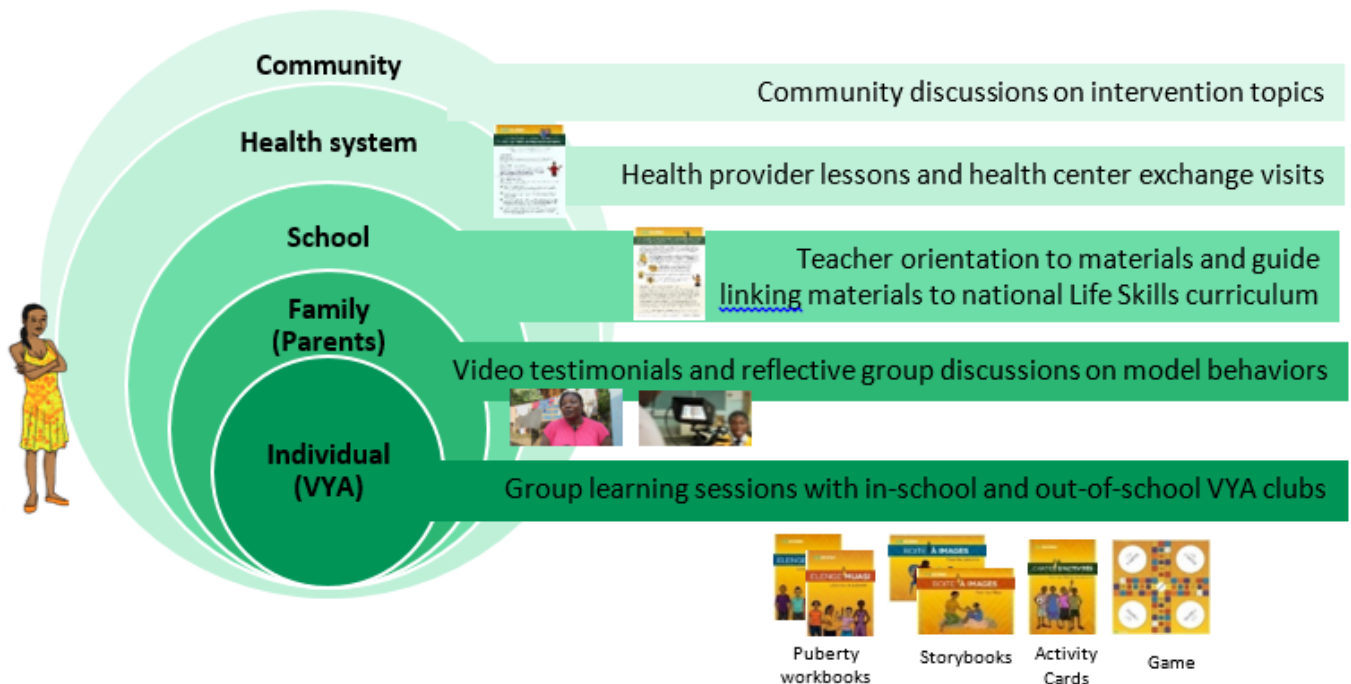 Community
Community discussions on intervention topics
Health system
Health provider lessons and health center exchange visits
School
Teacher orientation to materials and guide
linking materials to national Life Skills curriculum
Family
(Parents)
Video testimonials and reflective group discussions on model behaviors
Individual
(VYA)
Group learning sessions with in-school and out-of-school VYA clubs
ELENGE MUASI
BOITE À IMAGES
BOITE À IMAGES
CARTES D'ACTIVITÉS
Puberty
workbooks
Storybooks
Activity
Cards
Game